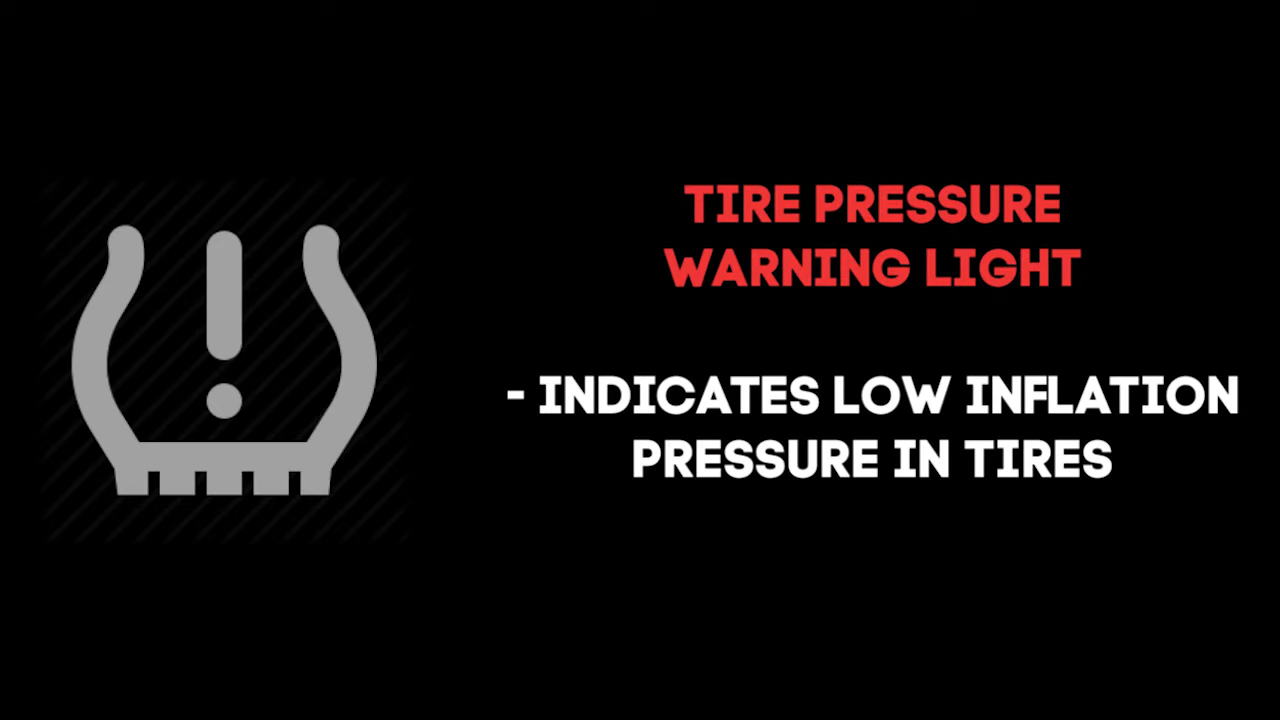 TIRE PRESSURE
WARNING LIGHT
- INDICATES LOW INFLATION
PRESSURE IN TIRES